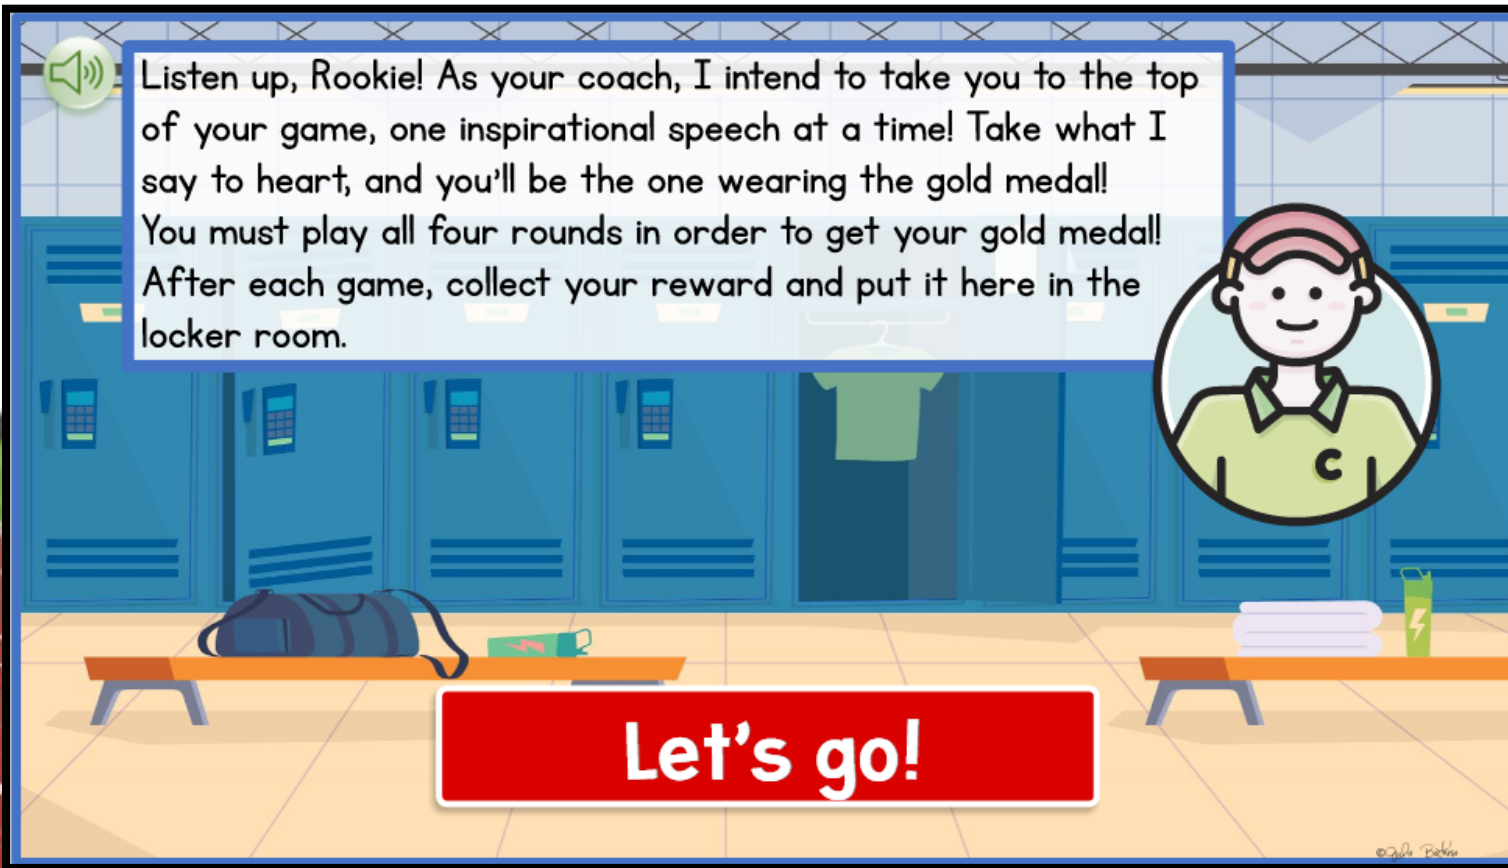 Listen up, Rookie! As your coach, I intend to take you to the top
of your game, one inspirational speech at a time! Take what I
say to heart, and you'll be the one wearing the gold medal!
You must play all four rounds in order to get your gold medal!
After each game, collect your reward and put it here in the
locker room.
C
Let's go!